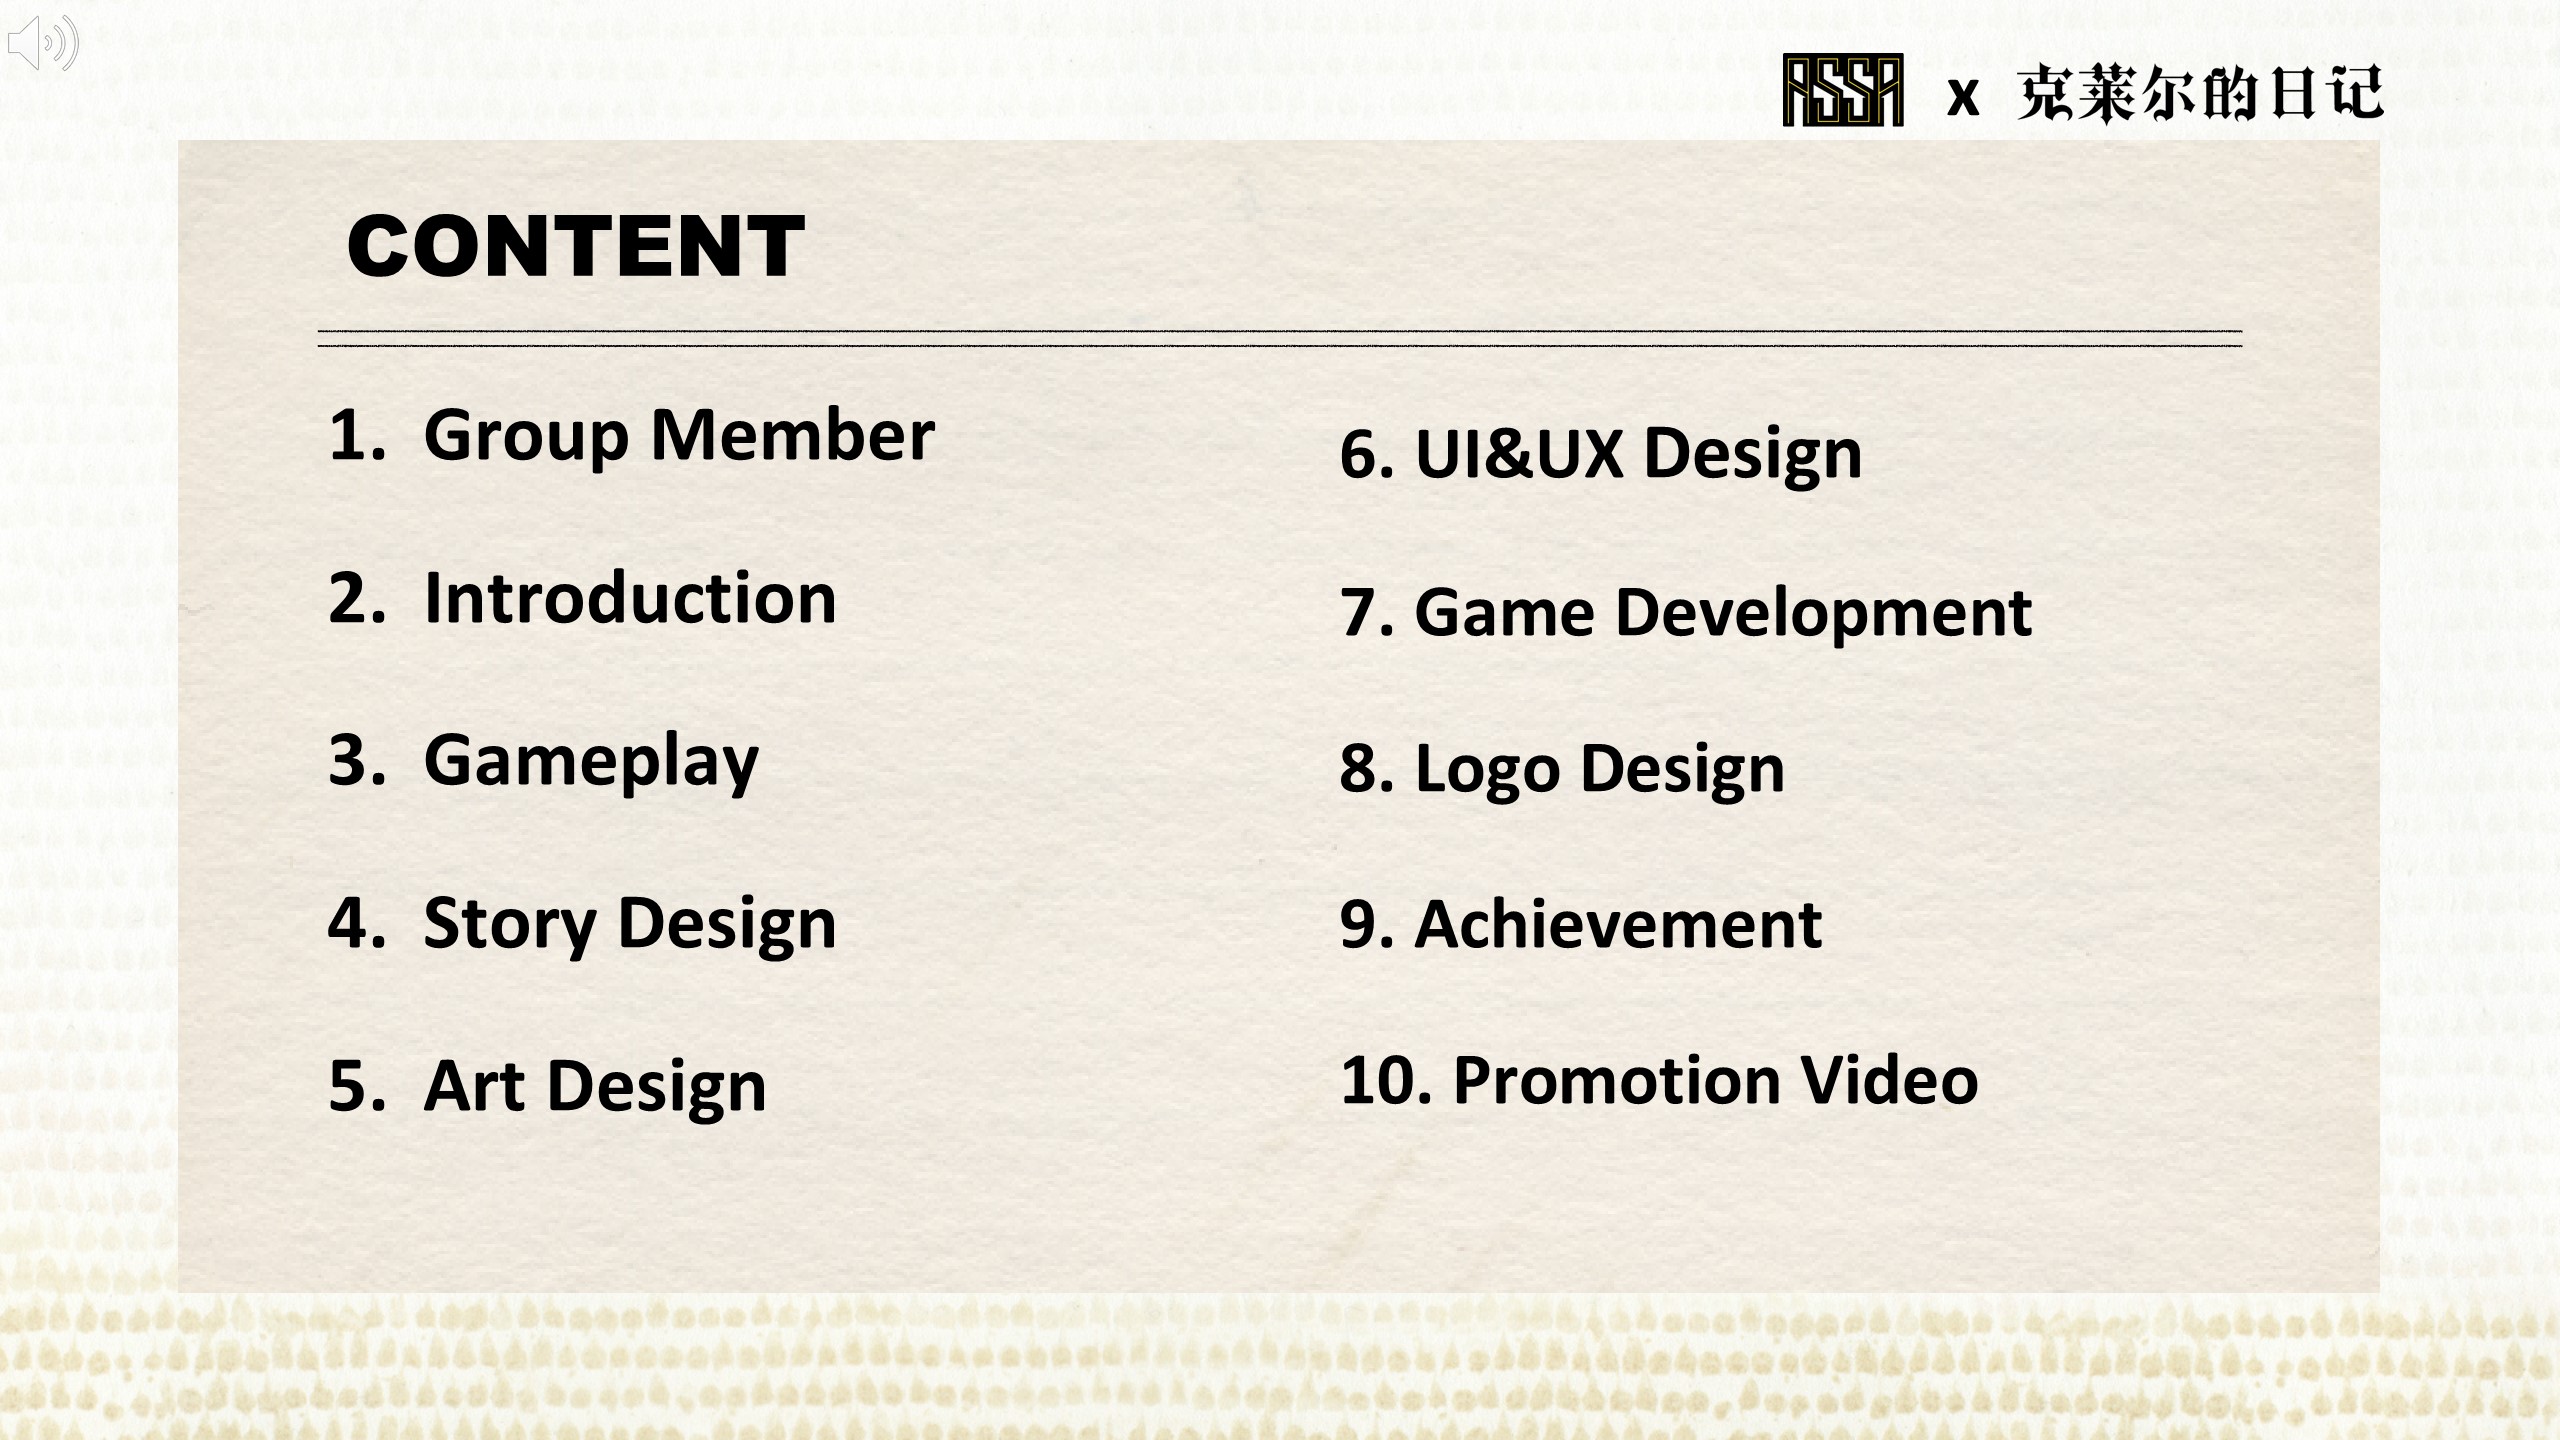 ASSA x 克莱尔的日记
CONTENT
1. Group Member
2. Introduction
3. Gameplay
4. Story Design
5. Art Design
6. UI&UX Design
7. Game Development
8. Logo Design
9. Achievement
10. Promotion Video